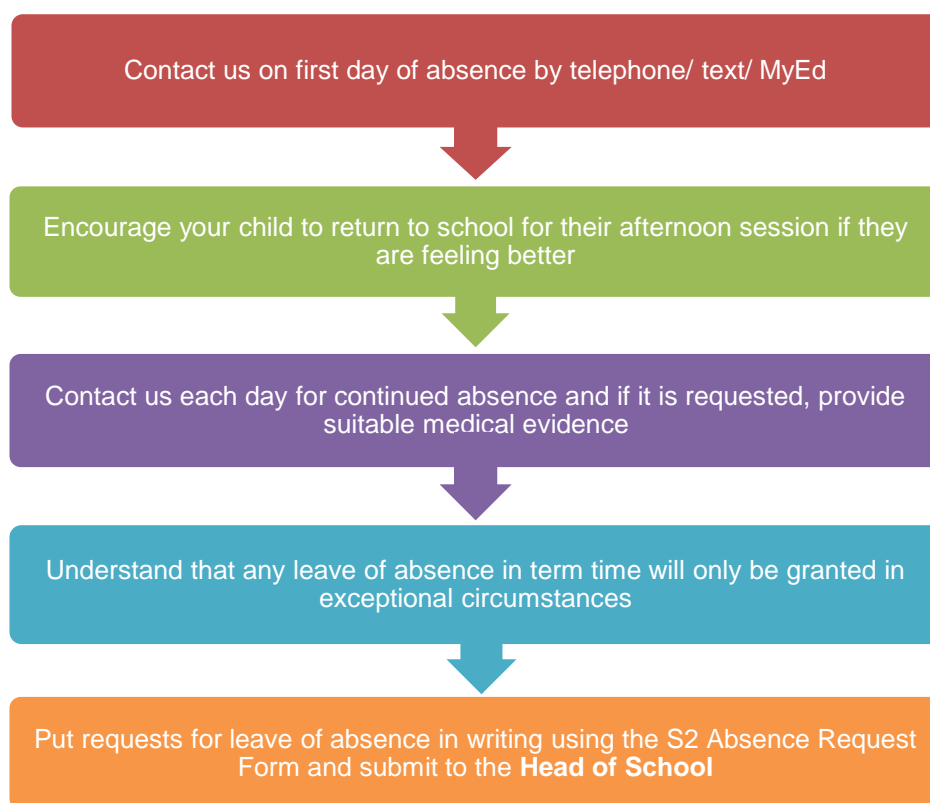 Contact us on first day of absence by telephone/ text/ MyEd
Encourage your child to return to school for their afternoon session if they
are feeling better
Contact us each day for continued absence and if it is requested, provide
suitable medical evidence
Understand that any leave of absence in term time will only be granted in
exceptional circumstances
Put requests for leave of absence in writing using the S2 Absence Request
Form and submit to the Head of School